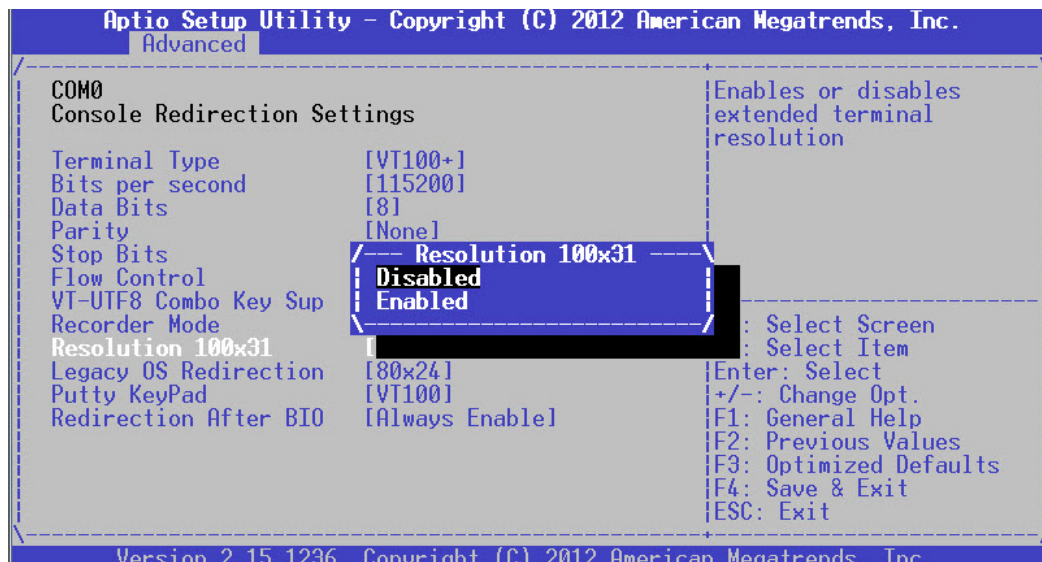 Aptio Setup Utility - Copyright (C) 2012 American Megatrends, Inc.
Advanced
COM0
Console Redirection Settings
Terminal Type [VT100+]
Bits per second [115200]
Data Bits [8]
Parity [None]
Stop Bits
Flow Control
VT-UTF8 Combo Key Sup
Recorder Mode
Resolution 100x31 [
Legacy OS Redirection [80x24]
Putty KeyPad [VT100]
Redirection After BIO [Always Enable]
Resolution 100x31
Disabled
Enabled
Enables or disables
extended terminal
resolution
: Select Screen
: Select Item
Enter: Select
+/-: Change Opt.
F1: General Help
F2: Previous Values
F3: Optimized Defaults
F4: Save & Exit
ESC: Exit
Version 2.15.1236. Copyright (C) 2012 American Megatrends, Inc.